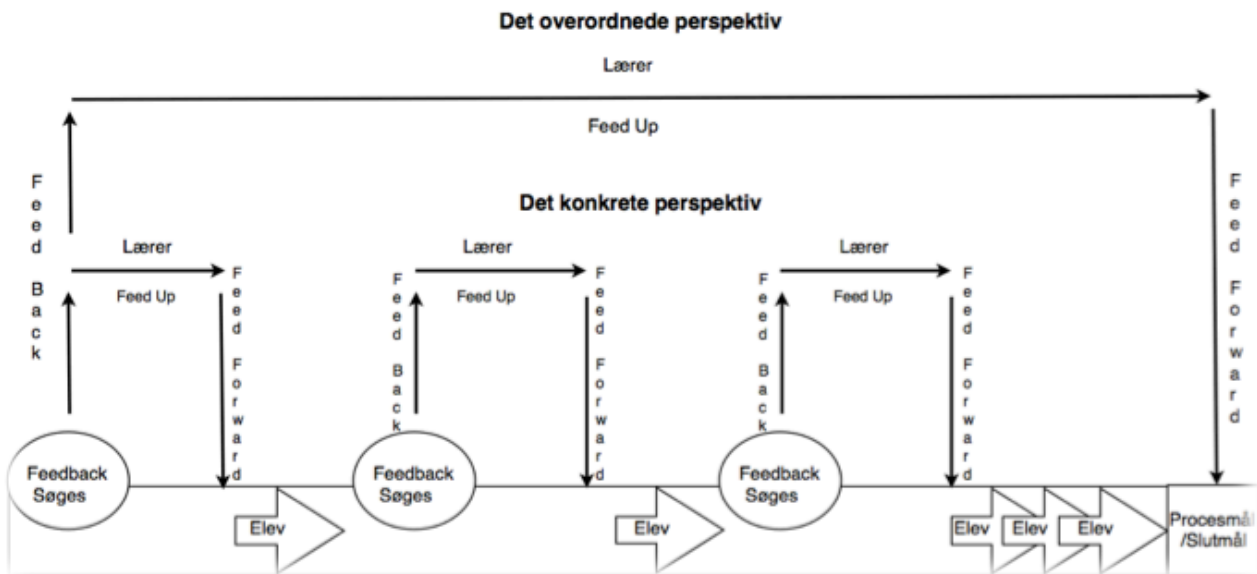 Det overordnede perspektiv
Lærer
Feed Up
Feed Back
Feed Forward
Det konkrete perspektiv
Lærer
Feed Up
Feed Forward
Feed Back
Lærer
Feed Up
Feed Forward
Feed Back
Lærer
Feed Up
Feed Forward
Feedback
Søges
Elev
Feedback
Søges
Elev
Feedback
Søges
Elev
Elev
Elev
Procesmål
/Slutmål